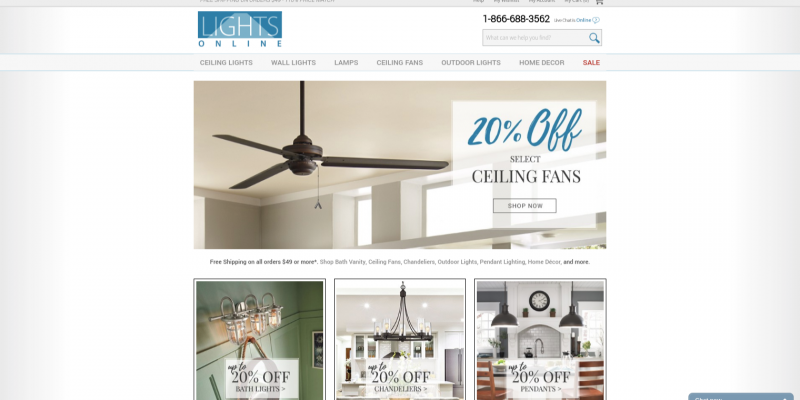 Help My Wishlist My Account My Cart (0)
LIGHTS
ONLINE
1-866-688-3562 Live Chat is Online
What can we help you find?
CEILING LIGHTS WALL LIGHTS LAMPS CEILING FANS OUTDOOR LIGHTS HOME DECOR SALE
20% Off
SELECT
CEILING FANS
SHOP NOW
Free Shipping on all orders $49 or more*. Shop Bath Vanity, Ceiling Fans, Chandeliers, Outdoor Lights, Pendant Lighting, Home Décor, and more.
up to
20% OFF
BATH LIGHTS >
up to
20% OFF
CHANDELIERS >
up to
20% OFF
PENDANTS >
Chat now